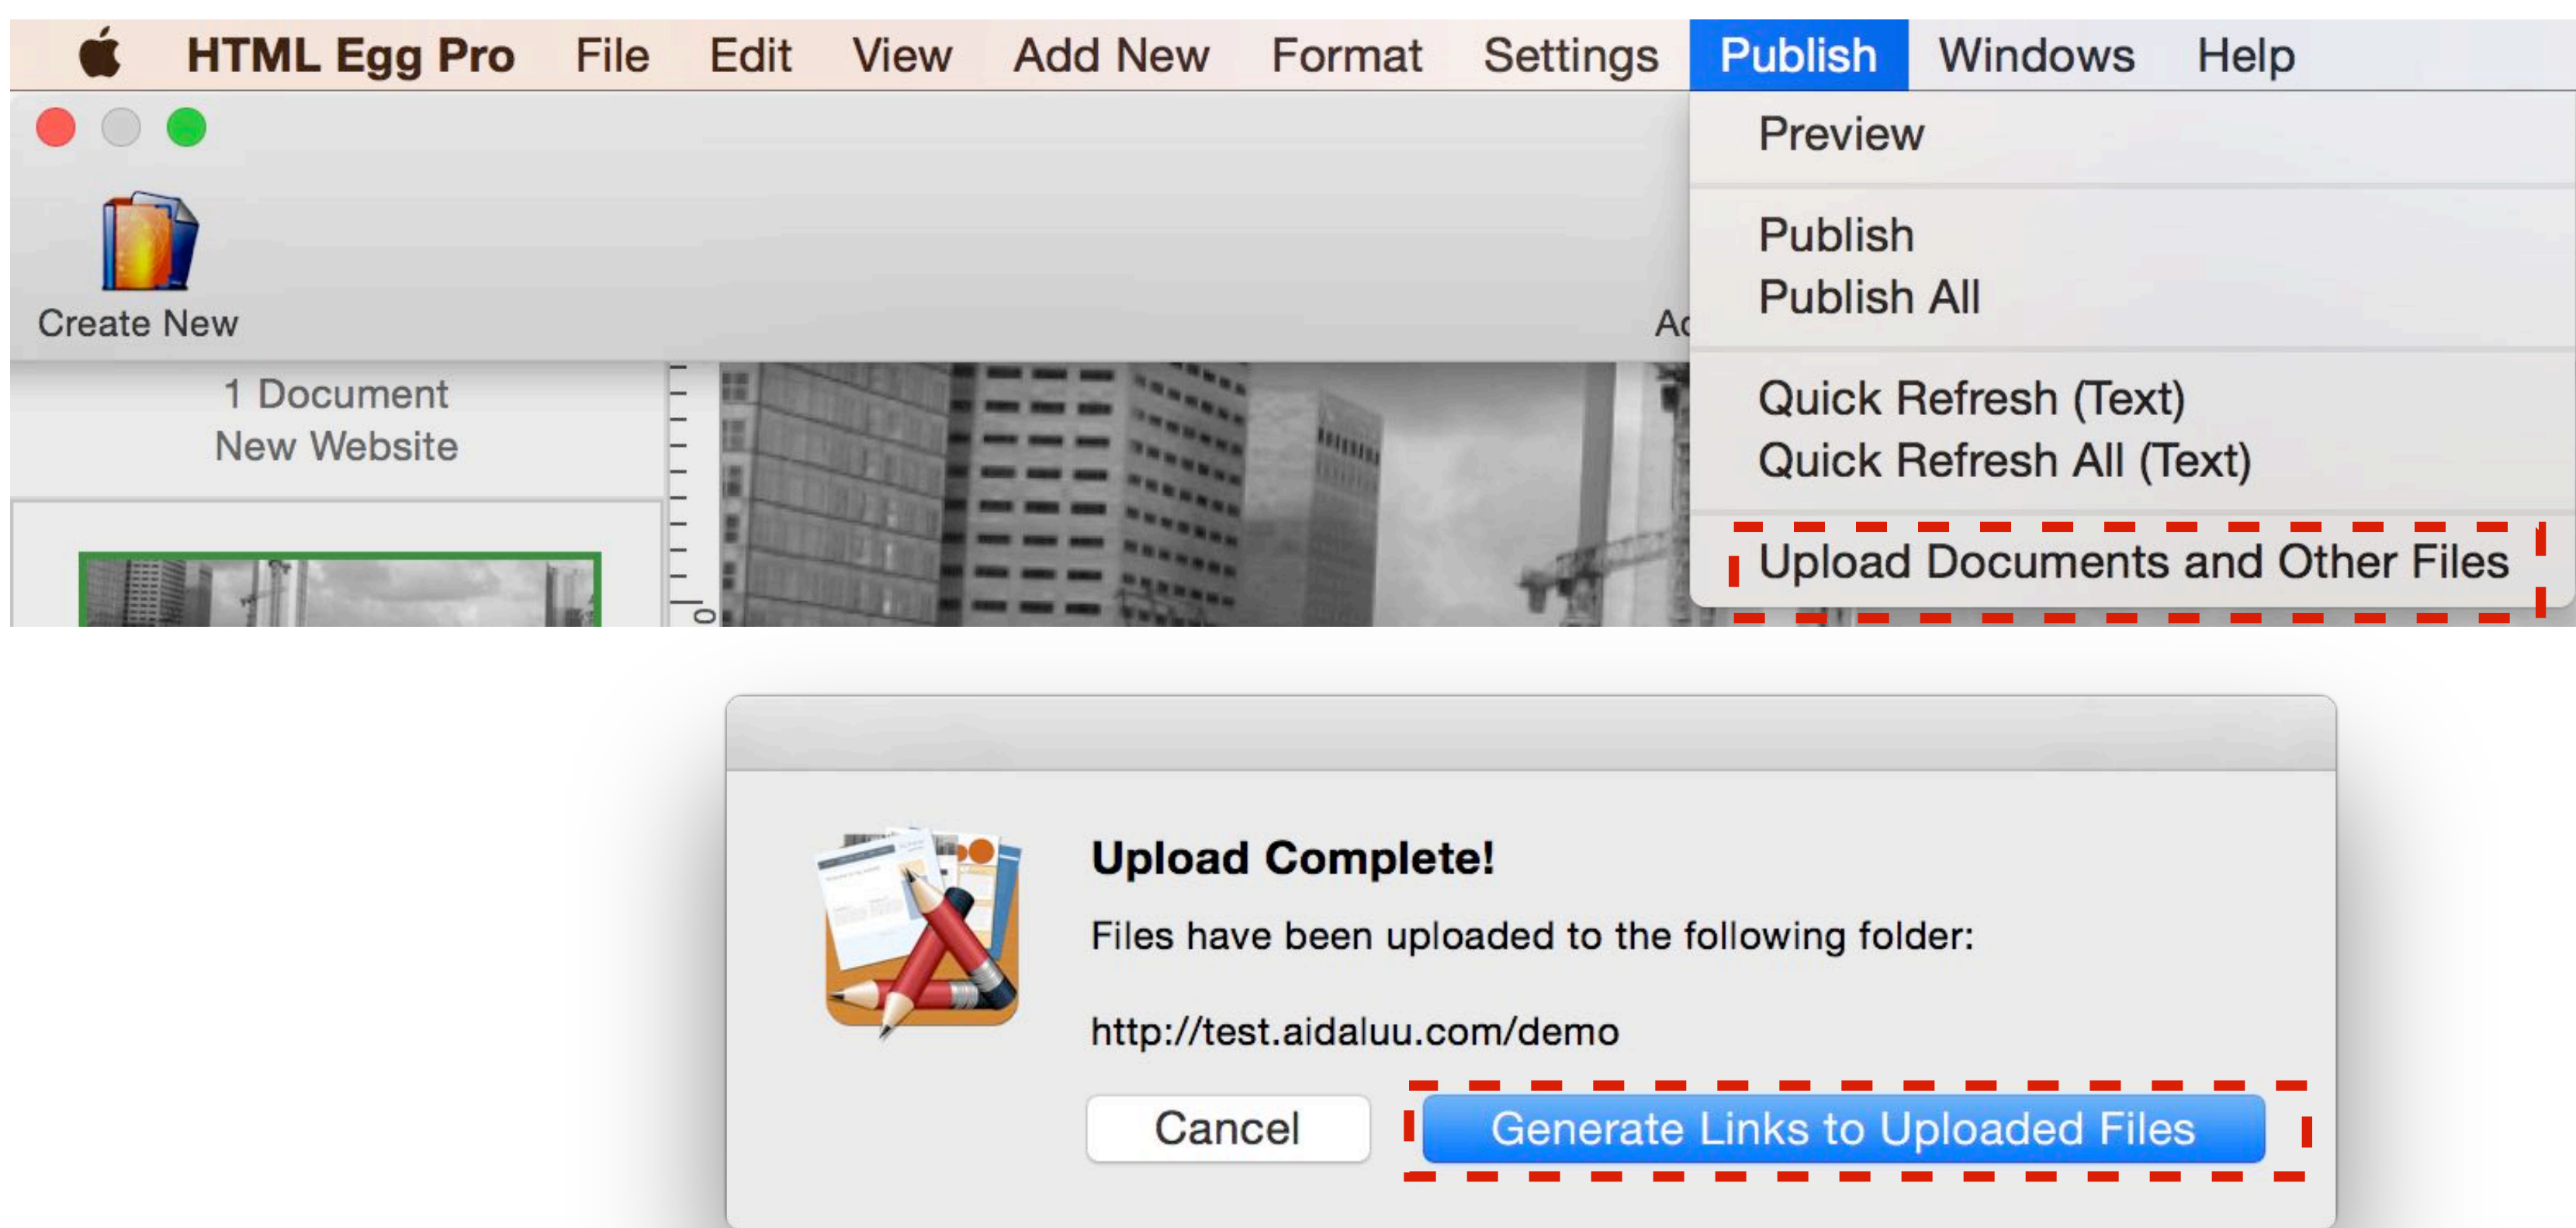 HTML Egg Pro File Edit View Add New Format Settings Publish Windows Help
Preview
Publish
Publish All
Create New
Ad
1 Document
New Website
Quick Refresh (Text)
Quick Refresh All (Text)
Upload Documents and Other Files
0
Upload Complete!
Files have been uploaded to the following folder:
http://test.aidaluu.com/demo
Cancel Generate Links to Uploaded Files